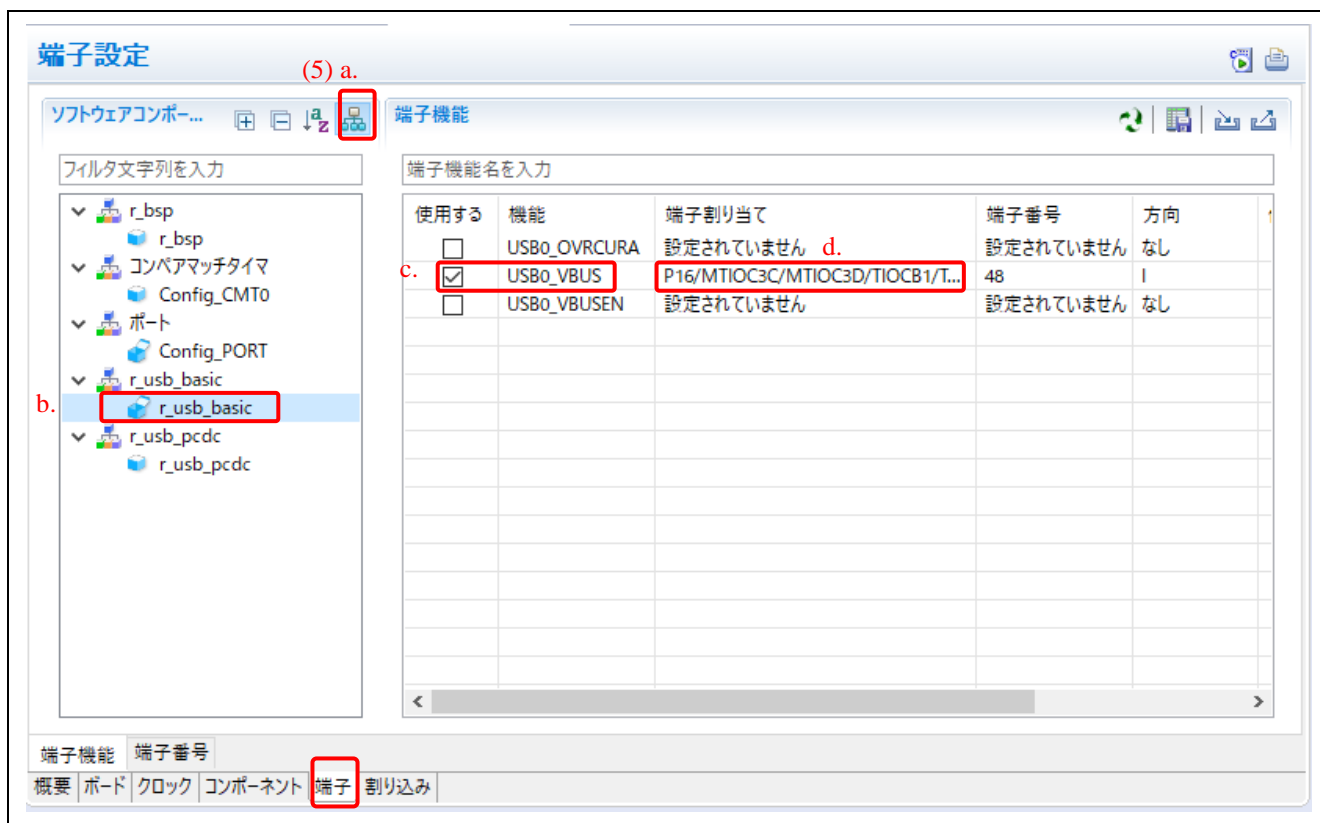 端子設定
(5) a.
ソフトウェアコンポー...
端子機能
フィルタ文字列を入力
端子機能名を入力
r_bsp
r_bsp
コンペアマッチタイマ
Config_CMT0
ポート
Config_PORT
r_usb_basic
b.
r_usb_basic
r_usb_pcdc
r_usb_pcdc
使用する 機能 端子割り当て 端子番号 方向
USB0_OVRCURA 設定されていません d. 設定されていません なし
c. USB0_VBUS P16/MTIOC3C/MTIOC3D/TIOCB1/T... 48 I
USB0_VBUSEN 設定されていません 設定されていません なし
端子機能 端子番号
概要 ボード クロック コンポーネント 端子 割り込み